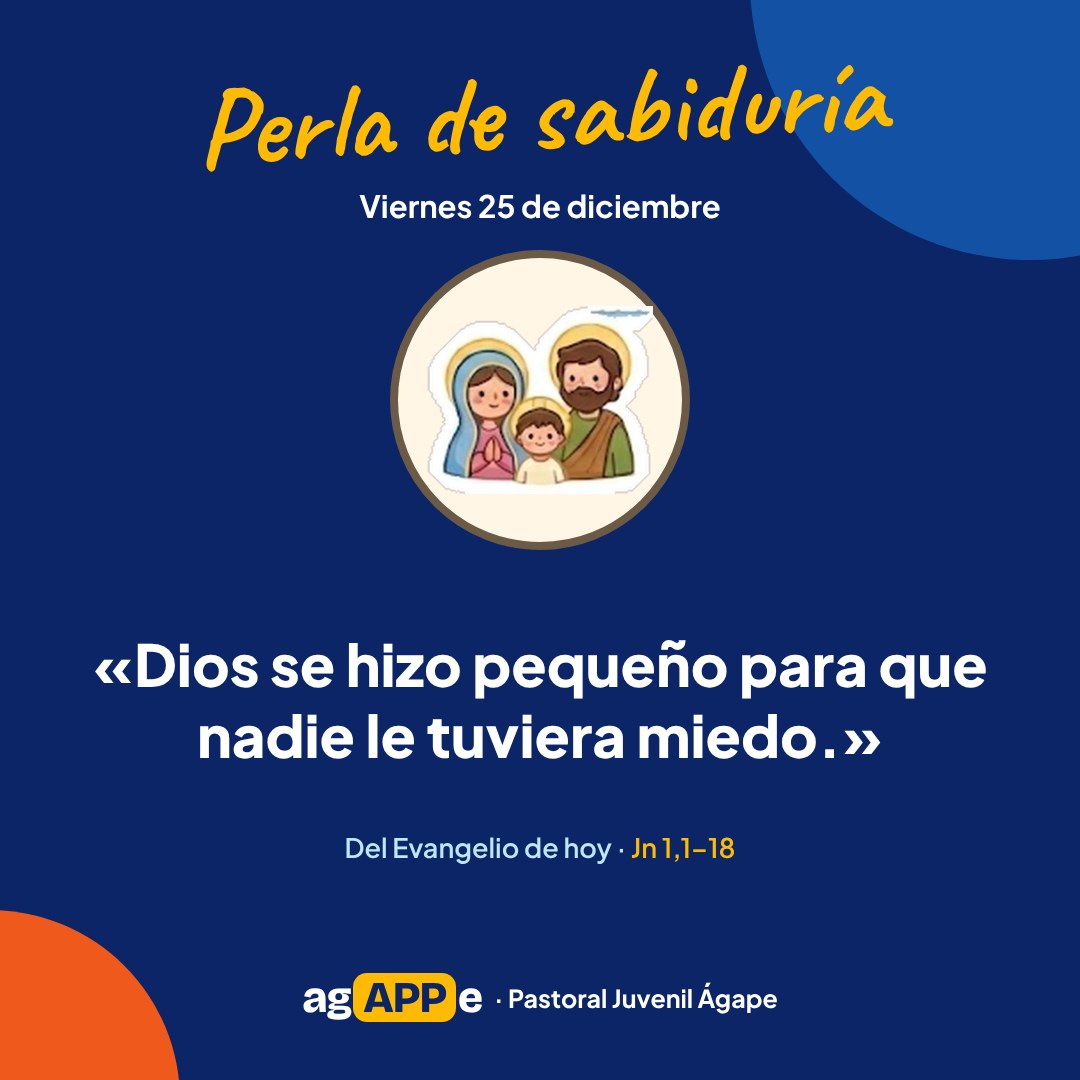 Perla de sabiduría
Viernes 25 de diciembre
«Dios se hizo pequeño para que
nadie le tuviera miedo.»
Del Evangelio de hoy · Jn 1,1–18
agAPPe · Pastoral Juvenil Ágape